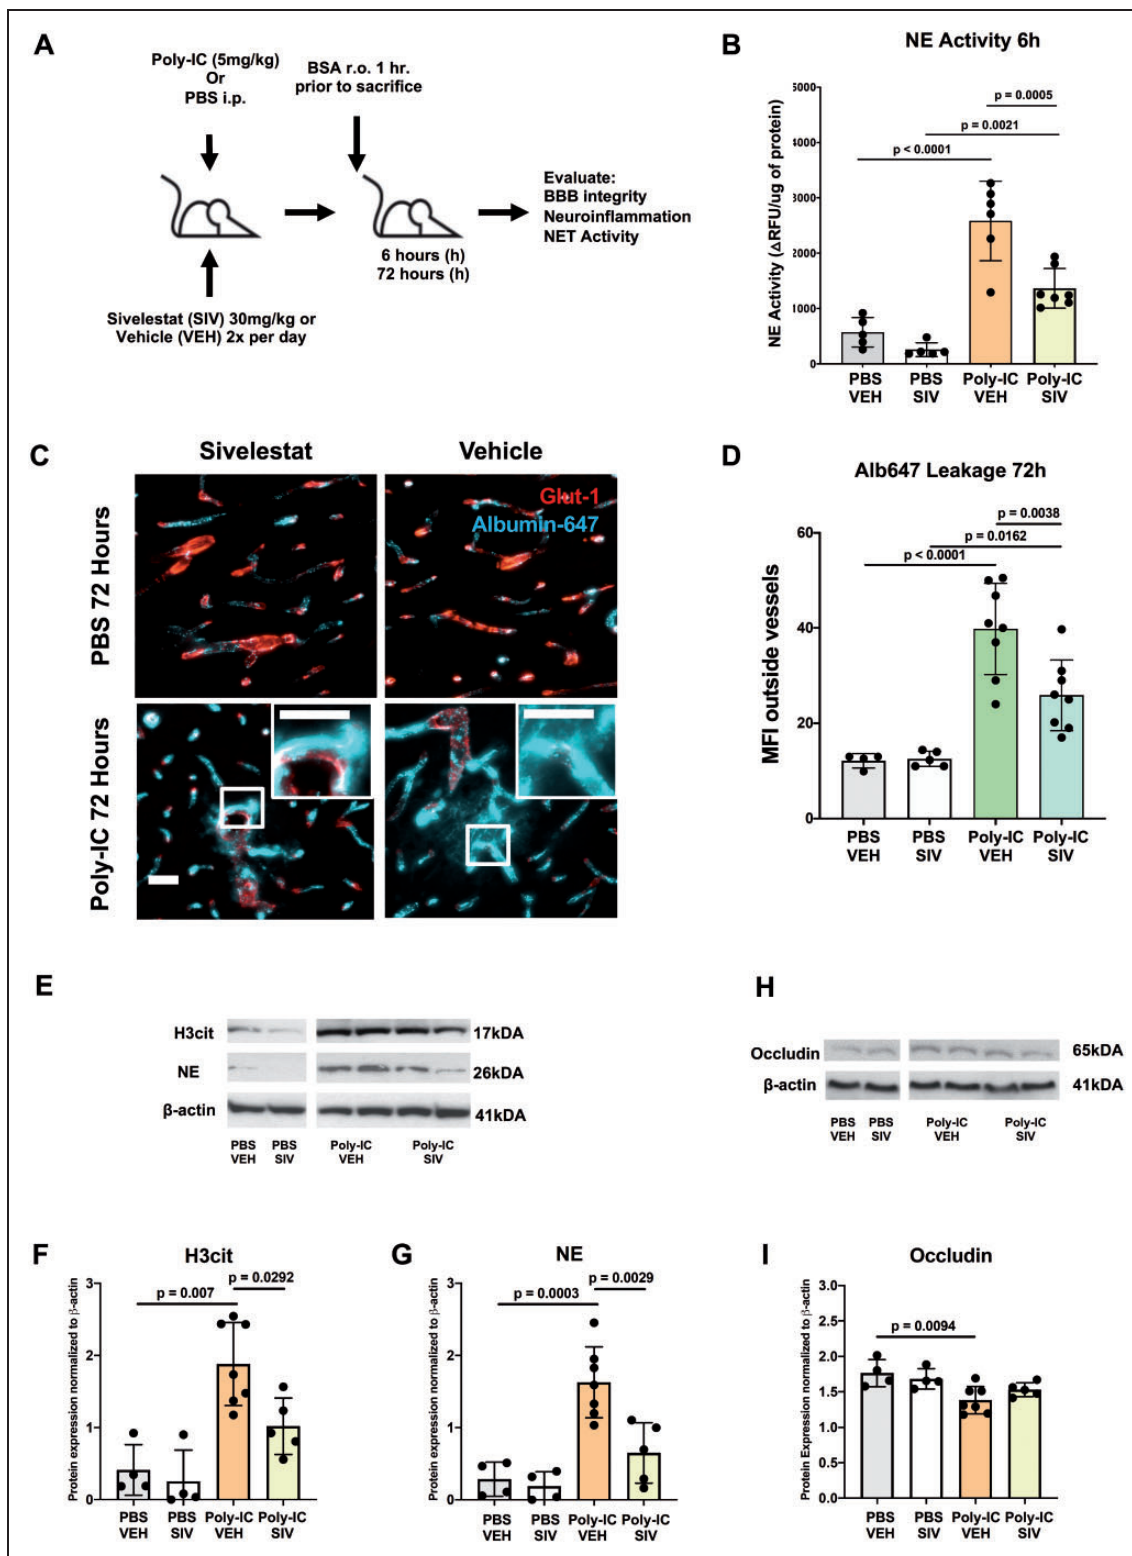 A
Poly-IC (5mg/kg)
Or
PBS i.p.
BSA r.o. 1 hr.
prior to sacrifice
Evaluate:
BBB integrity
Neuroinflammation
NET Activity
6 hours (h)
72 hours (h)
Sivelestat (SIV) 30mg/kg or
Vehicle (VEH) 2x per day
B
NE Activity 6h
NE Activity (ΔRFU/ug of protein)
5000
4000
3000
2000
1000
0
p = 0.0005
p = 0.0021
p < 0.0001
PBS PBS Poly-IC Poly-IC
VEH SIV VEH SIV
C
Sivelestat Vehicle
PBS 72 Hours
Poly-IC 72 Hours
Glut-1
Albumin-647
D
Alb647 Leakage 72h
MFI outside vessels
60
40
20
0
p = 0.0038
p = 0.0162
p < 0.0001
PBS PBS Poly-IC Poly-IC
VEH SIV VEH SIV
E
H3cit 17kDA
NE 26kDA
β-actin 41kDA
PBS PBS Poly-IC Poly-IC
VEH SIV VEH SIV
H
Occludin 65kDA
β-actin 41kDA
PBS PBS Poly-IC Poly-IC
VEH SIV VEH SIV
F
H3cit
Protein expression normalized to β-actin
3
2
1
0
p = 0.0292
p = 0.007
PBS PBS Poly-IC Poly-IC
VEH SIV VEH SIV
G
NE
Protein expression normalized to β-actin
3
2
1
0
p = 0.0029
p = 0.0003
PBS PBS Poly-IC Poly-IC
VEH SIV VEH SIV
I
Occludin
Protein Expression normalized to β-actin
3.0
2.5
2.0
1.5
1.0
0.5
0.0
p = 0.0094
PBS PBS Poly-IC Poly-IC
VEH SIV VEH SIV